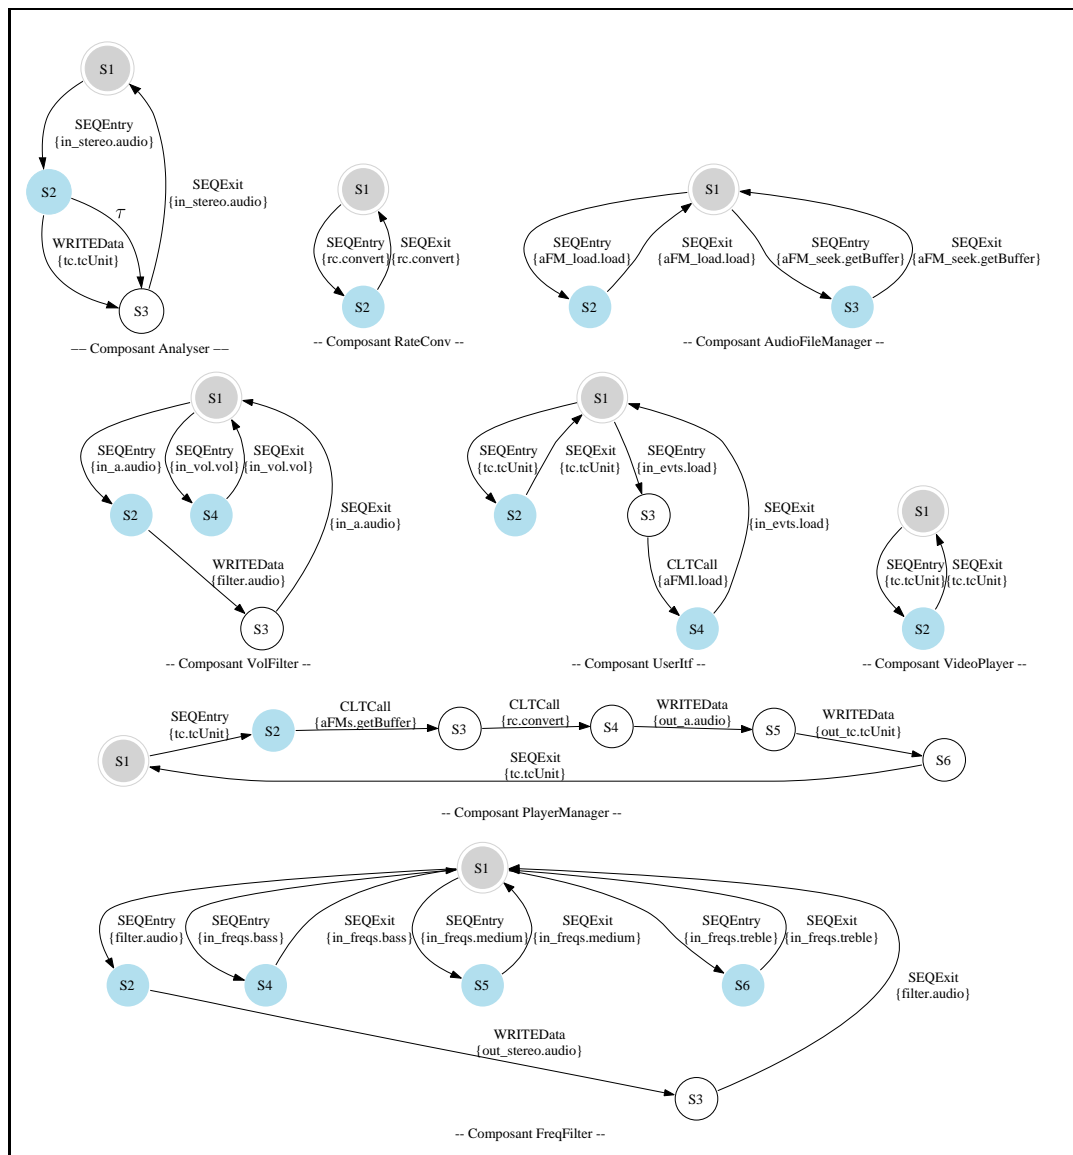 S1
SEQEntry
{in_stereo.audio}
S2
τ
WRITEData
{tc.tcUnit}
SEQExit
{in_stereo.audio}
S3
–– Composant Analyser ––
S1
SEQEntry
{rc.convert}
SEQExit
{rc.convert}
S2
-- Composant RateConv --
S1
SEQEntry
{aFM_load.load}
SEQExit
{aFM_load.load}
SEQEntry
{aFM_seek.getBuffer}
SEQExit
{aFM_seek.getBuffer}
S2
S3
-- Composant AudioFileManager --
S1
SEQEntry
{in_a.audio}
SEQEntry
{in_vol.vol}
SEQExit
{in_vol.vol}
S2
S4
SEQExit
{in_a.audio}
WRITEData
{filter.audio}
S3
-- Composant VolFilter --
S1
SEQEntry
{tc.tcUnit}
SEQExit
{tc.tcUnit}
SEQEntry
{in_evts.load}
S2
S3
SEQExit
{in_evts.load}
CLTCall
{aFMl.load}
S4
-- Composant UserItf --
S1
SEQEntry
{tc.tcUnit}
SEQExit
{tc.tcUnit}
S2
-- Composant VideoPlayer --
S1
SEQEntry
{tc.tcUnit}
S2
CLTCall
{aFMs.getBuffer}
S3
CLTCall
{rc.convert}
S4
WRITEData
{out_a.audio}
S5
WRITEData
{out_tc.tcUnit}
S6
SEQExit
{tc.tcUnit}
-- Composant PlayerManager --
S1
SEQEntry
{filter.audio}
SEQEntry
{in_freqs.bass}
SEQExit
{in_freqs.bass}
SEQEntry
{in_freqs.medium}
SEQExit
{in_freqs.medium}
SEQEntry
{in_freqs.treble}
SEQExit
{in_freqs.treble}
S2
S4
S5
S6
SEQExit
{filter.audio}
WRITEData
{out_stereo.audio}
S3
-- Composant FreqFilter --